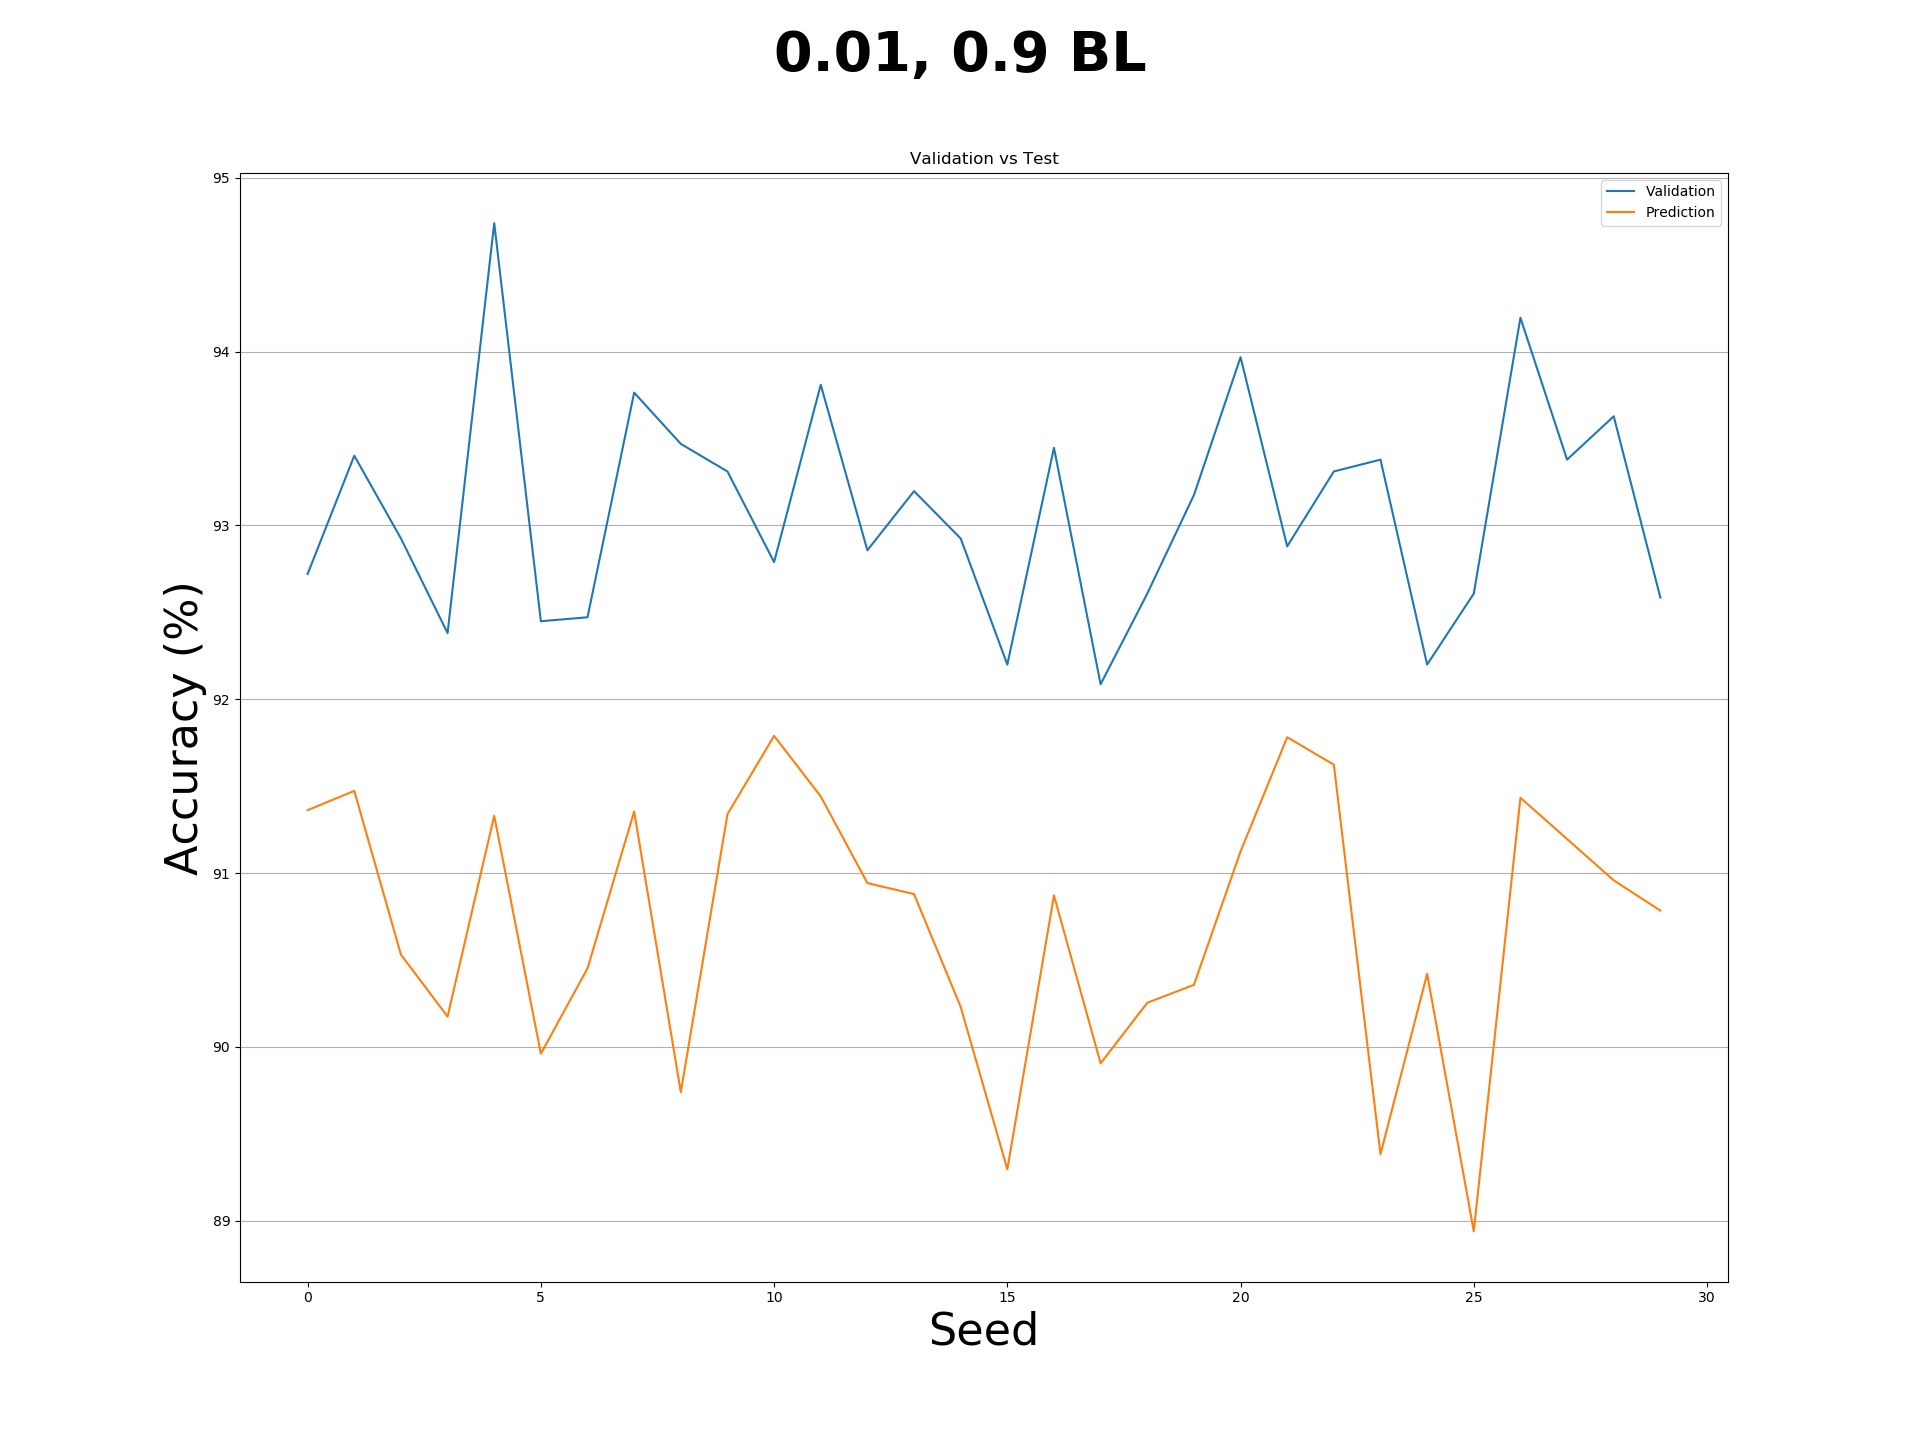 0.01, 0.9 BL
Validation vs Test
Validation
Prediction
95
94
93
92
91
90
89
Accuracy (%)
0 5 10 15 20 25 30
Seed